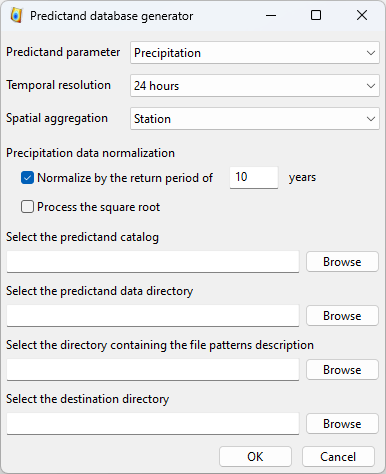 Predictand database generator
Predictand parameter Precipitation
Temporal resolution 24 hours
Spatial aggregation Station
Precipitation data normalization
Normalize by the return period of 10 years
Process the square root
Select the predictand catalog
Browse
Select the predictand data directory
Browse
Select the directory containing the file patterns description
Browse
Select the destination directory
Browse
OK Cancel